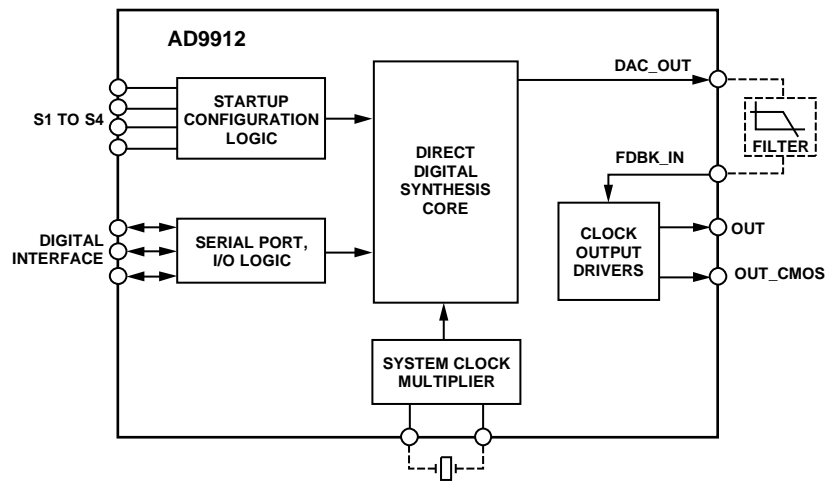 AD9912
S1 TO S4
STARTUP
CONFIGURATION
LOGIC
DIRECT
DIGITAL
SYNTHESIS
CORE
DAC_OUT
FILTER
FDBK_IN
DIGITAL
INTERFACE
SERIAL PORT,
I/O LOGIC
CLOCK
OUTPUT
DRIVERS
OUT
OUT_CMOS
SYSTEM CLOCK
MULTIPLIER